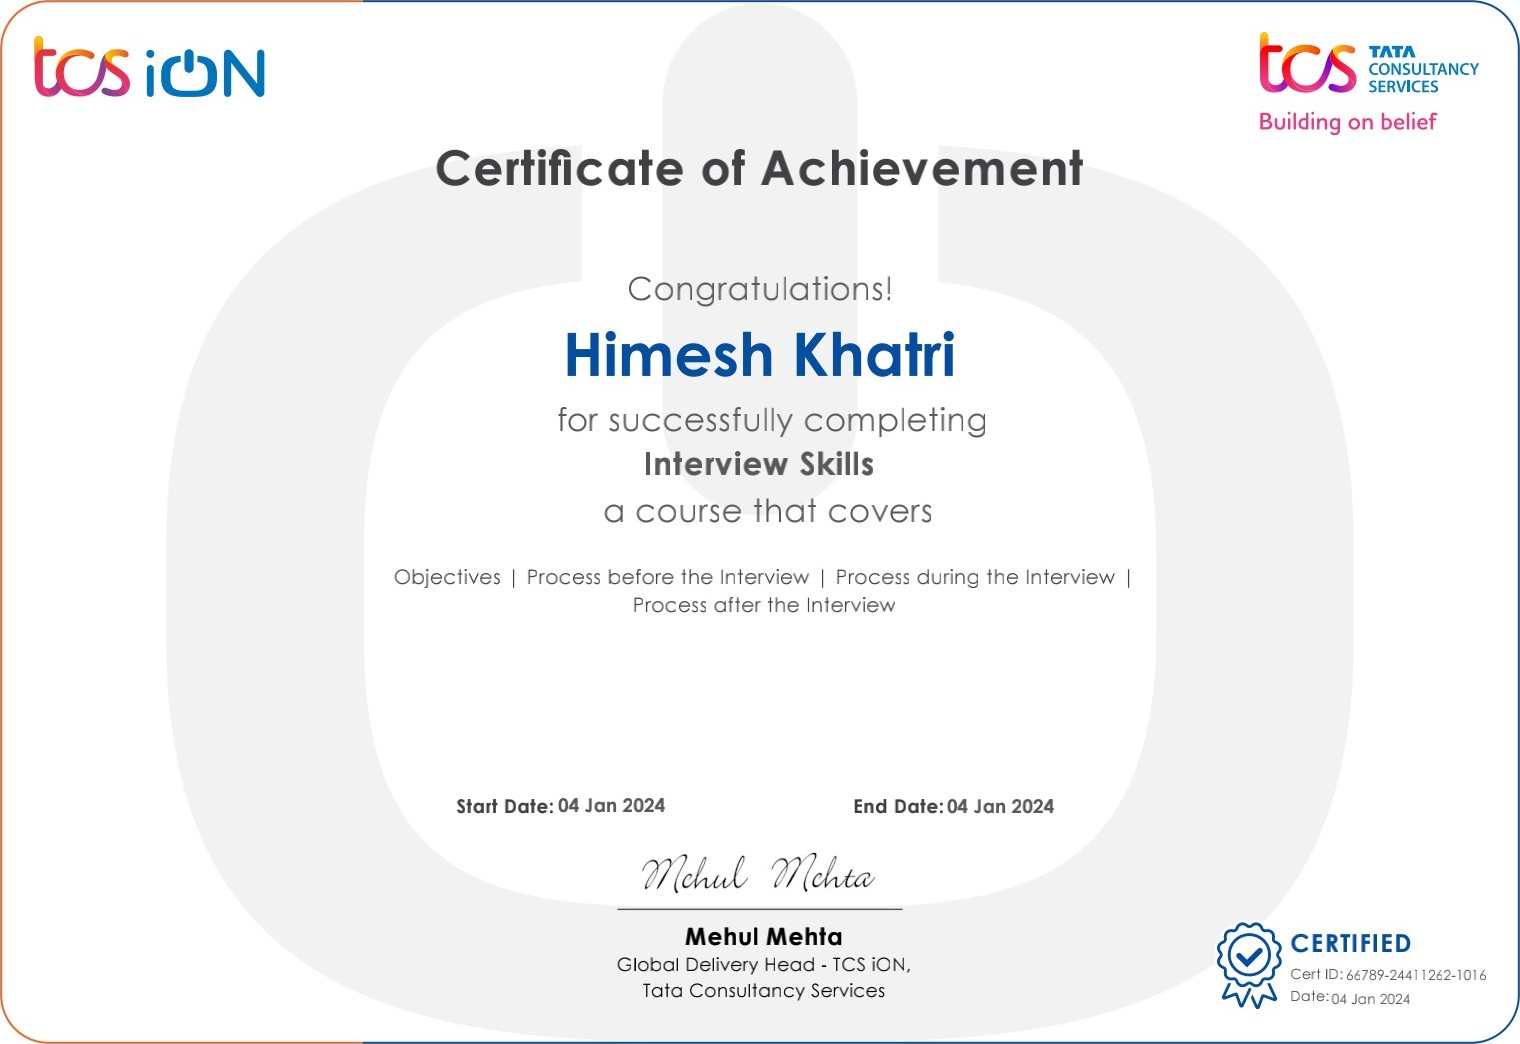 tcs iON
tcs TATA
CONSULTANCY
SERVICES
Building on belief
Certificate of Achievement
Congratulations!
Himesh Khatri
for successfully completing
Interview Skills
a course that covers
Objectives | Process before the Interview | Process during the Interview |
Process after the Interview
Start Date: 04 Jan 2024
End Date: 04 Jan 2024
Mehul Mehta
Mehul Mehta
Global Delivery Head - TCS iON,
Tata Consultancy Services
CERTIFIED
Cert ID: 66789-24411262-1016
Date: 04 Jan 2024